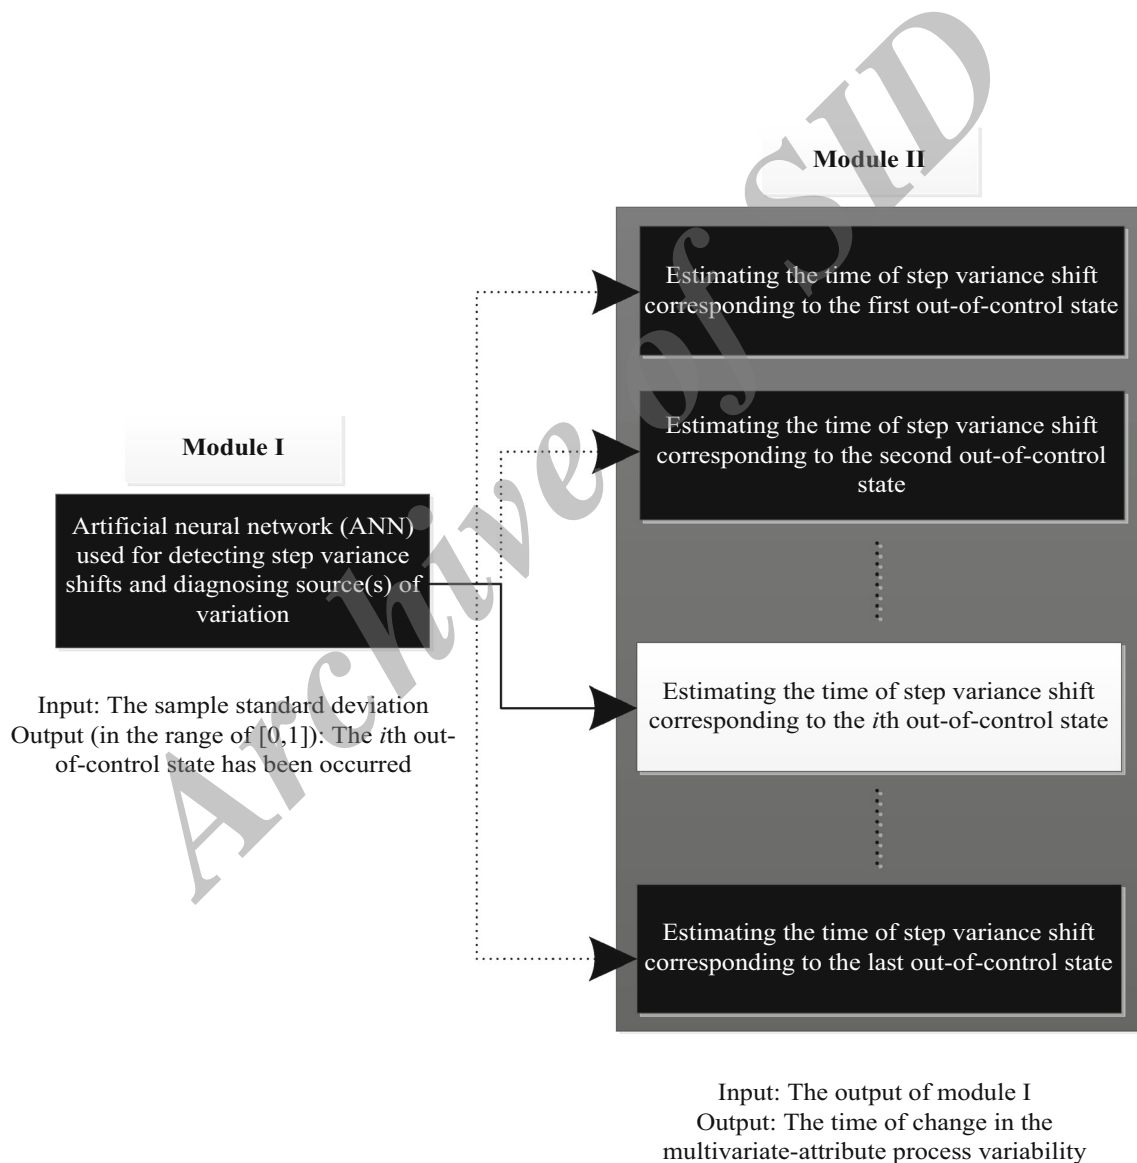 Module I
Artificial neural network (ANN)
used for detecting step variance
shifts and diagnosing source(s) of
variation
Input: The sample standard deviation
Output (in the range of [0,1]): The ith out-
of-control state has been occurred
Module II
Estimating the time of step variance shift
corresponding to the first out-of-control state
Estimating the time of step variance shift
corresponding to the second out-of-control
state
Estimating the time of step variance shift
corresponding to the ith out-of-control state
Estimating the time of step variance shift
corresponding to the last out-of-control state
Input: The output of module I
Output: The time of change in the
multivariate-attribute process variability
Archive of SID